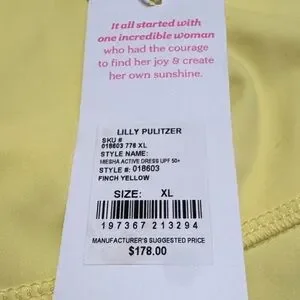 It all started with
one incredible woman
who had the courage
to find her joy & create
her own sunshine.
LILLY PULITZER
SKU #
018603 778 XL
STYLE NAME:
MIESHA ACTIVE DRESS UPF 50+
STYLE #: 018603
FINCH YELLOW
SIZE: XL
197367 213294
MANUFACTURER'S SUGGESTED PRICE
$178.00